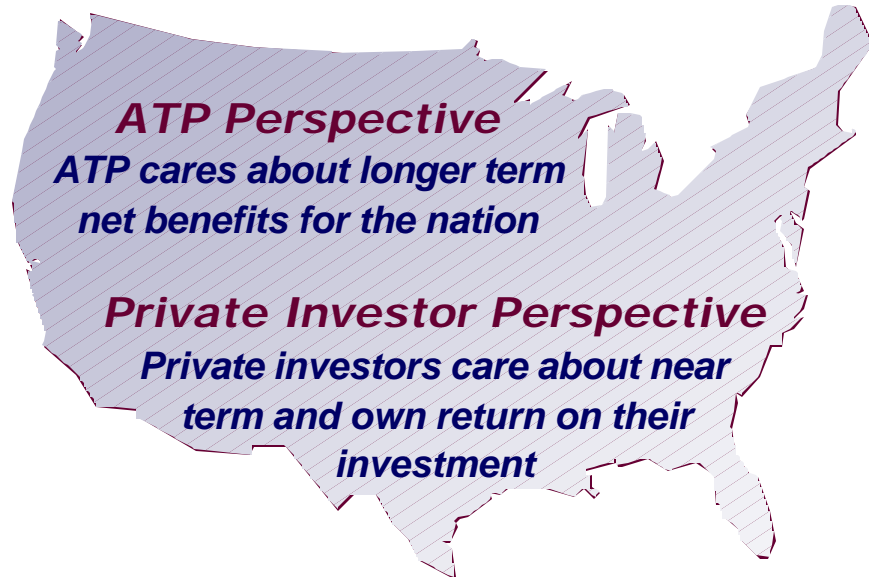 ATP Perspective
ATP cares about longer term
net benefits for the nation
Private Investor Perspective
Private investors care about near
term and own return on their
investment